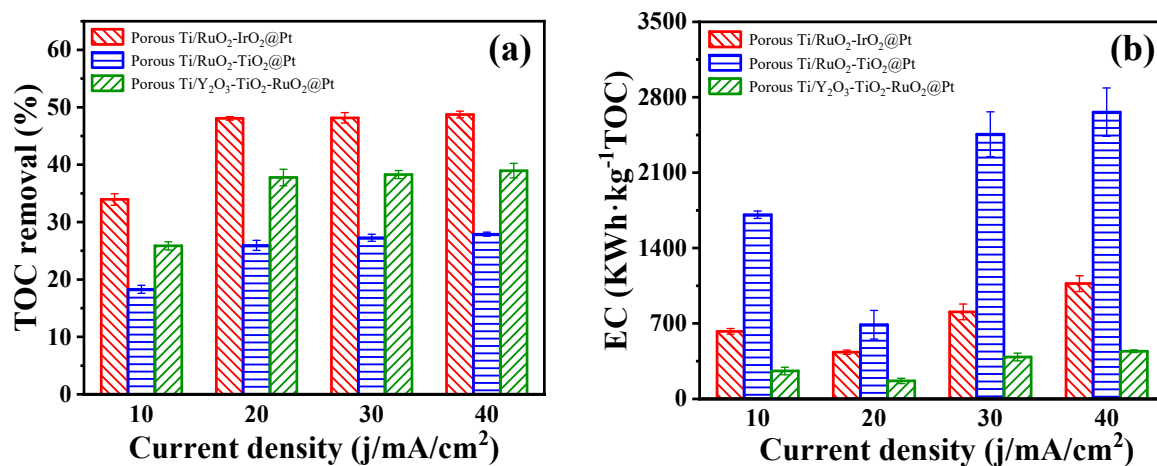 (a)
Porous Ti/RuO₂-IrO₂@Pt
Porous Ti/RuO₂-TiO₂@Pt
Porous Ti/Y₂O₃-TiO₂-RuO₂@Pt
TOC removal (%)
60
50
40
30
20
10
0
10 20 30 40
Current density (j/mA/cm²)
(b)
Porous Ti/RuO₂-IrO₂@Pt
Porous Ti/RuO₂-TiO₂@Pt
Porous Ti/Y₂O₃-TiO₂-RuO₂@Pt
EC (KWh·kg⁻¹TOC)
3500
2800
2100
1400
700
0
10 20 30 40
Current density (j/mA/cm²)